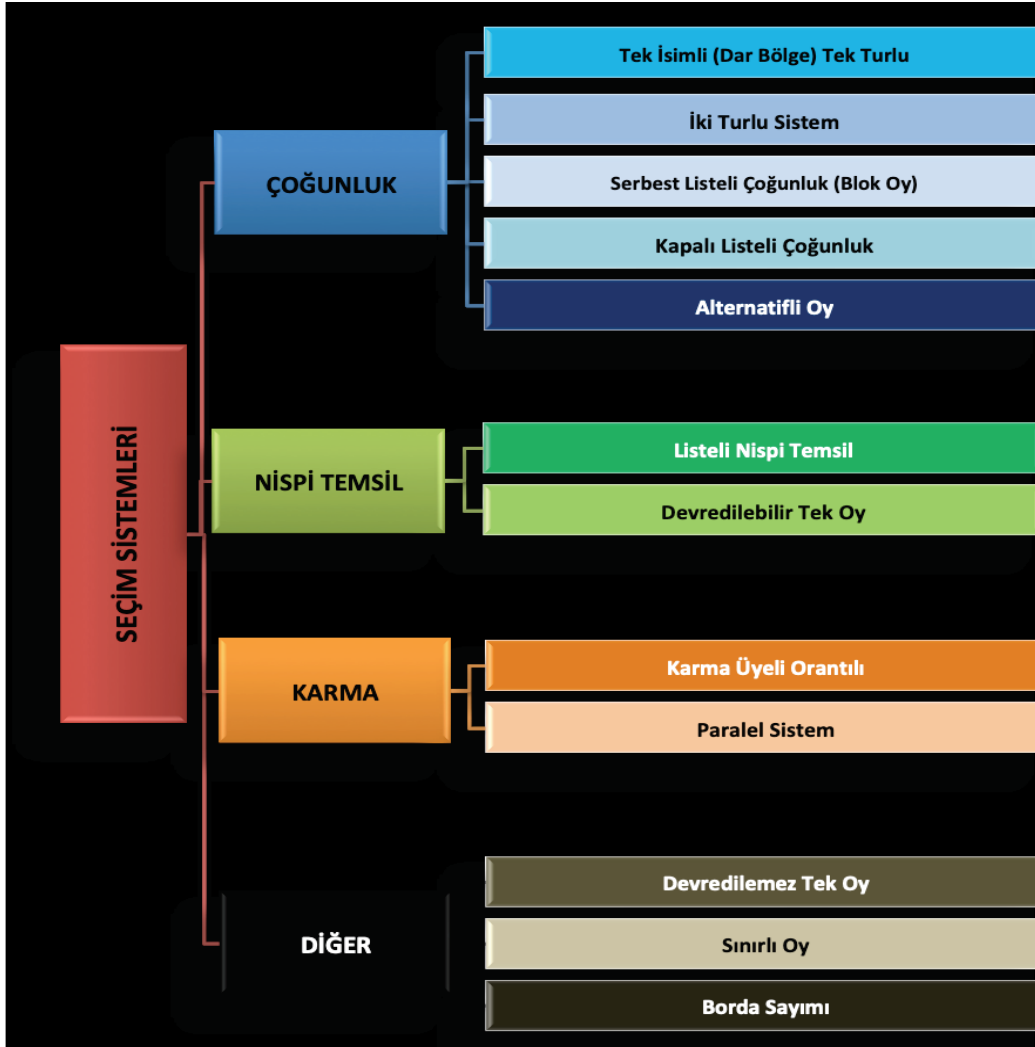 SEÇİM SİSTEMLERİ
ÇOĞUNLUK
Tek İsimli (Dar Bölge) Tek Turlu
İki Turlu Sistem
Serbest Listeli Çoğunluk (Blok Oy)
Kapalı Listeli Çoğunluk
Alternatifli Oy
NİSPİ TEMSİL
Listeli Nispi Temsil
Devredilebilir Tek Oy
KARMA
Karma Üyeli Orantılı
Paralel Sistem
DİĞER
Devredilemez Tek Oy
Sınırlı Oy
Borda Sayımı